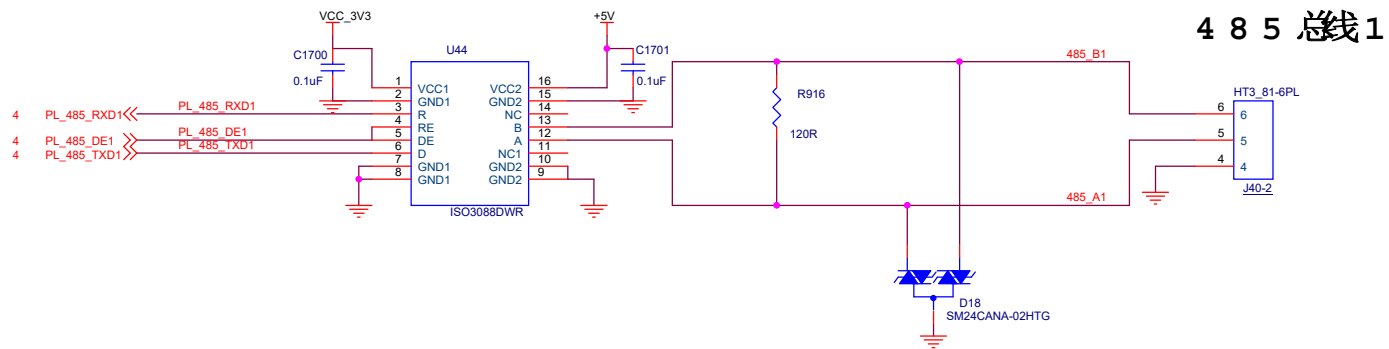 485 总线1
VCC_3V3
+5V
C1700
0.1uF
U44
C1701
0.1uF
485_B1
1 VCC1
2 GND1
3 R
4 RE
5 DE
6 D
7 GND1
8 GND1
VCC2 16
GND2 15
NC 14
B 13
A 12
NC1 11
GND2 10
GND2 9
ISO3088DWR
4 PL_485_RXD1
PL_485_RXD1
4 PL_485_DE1
PL_485_DE1
4 PL_485_TXD1
PL_485_TXD1
R916
120R
HT3_81-6PL
6 6
5 5
4 4
J40-2
485_A1
D18
SM24CANA-02HTG